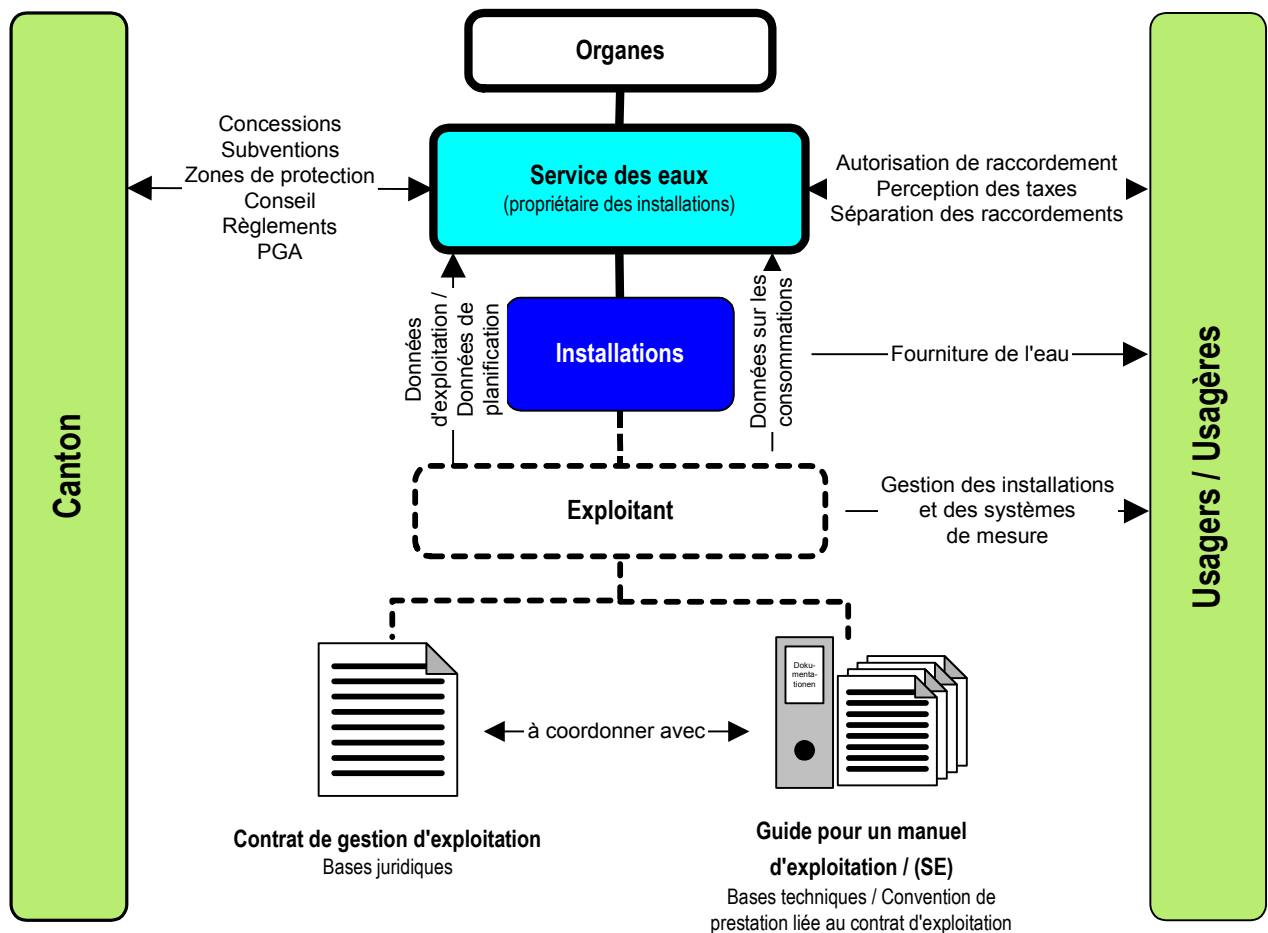 Organes
Concessions
Subventions
Zones de protection
Conseil
Règlements
PGA
Service des eaux
(propriétaire des installations)
Autorisation de raccordement
Perception des taxes
Séparation des raccordements
Canton
Données
d'exploitation /
Données de
planification
Installations
Données sur les
consommations
Fourniture de l'eau
Usagers / Usagères
Exploitant
Gestion des installations
et des systèmes
de mesure
Doku-
menta-
tionen
à coordonner avec
Contrat de gestion d'exploitation
Bases juridiques
Guide pour un manuel
d'exploitation / (SE)
Bases techniques / Convention de
prestation liée au contrat d'exploitation